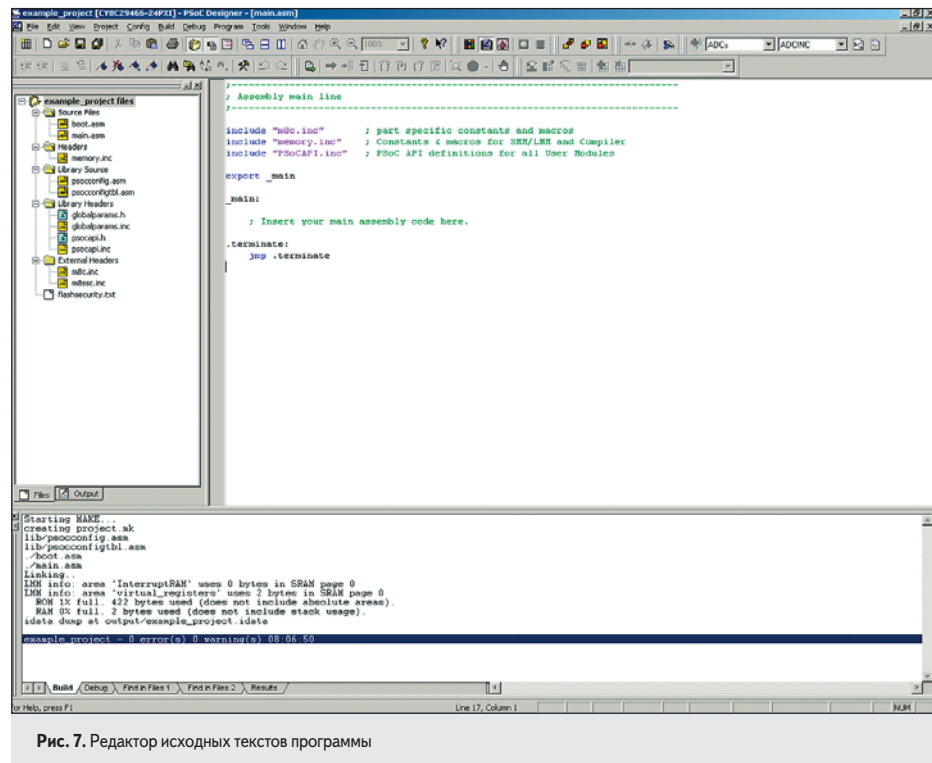 example_project [CY8C29466-24PXI] - PSoC Designer - [main.asm]
File Edit View Project Config Build Debug Program Tools Window Help
100% ADCs ADCINC
example_project files
Source Files
boot.asm
main.asm
Headers
memory.inc
Library Source
psocconfig.asm
psocconfigtbl.asm
Library Headers
globalparams.h
globalparams.inc
psocapi.h
psocapi.inc
External Headers
m8c.inc
m8ssc.inc
flashsecurity.txt
Files Output
;-----------------------------------------------------------------------------
; Assembly main line
;-----------------------------------------------------------------------------
include "m8c.inc" ; part specific constants and macros
include "memory.inc" ; Constants & macros for SMM/LMM and Compiler
include "PSoCAPI.inc" ; PSoC API definitions for all User Modules
export _main
_main:
; Insert your main assembly code here.
.terminate:
jmp .terminate
Starting MAKE...
creating project.mk
lib/psocconfig.asm
lib/psocconfigtbl.asm
./boot.asm
./main.asm
Linking..
LMM info: area 'InterruptRAM' uses 0 bytes in SRAM page 0
LMM info: area 'virtual_registers' uses 2 bytes in SRAM page 0
ROM 1% full. 422 bytes used (does not include absolute areas).
RAM 0% full. 2 bytes used (does not include stack usage).
idata dump at output/example_project.idata
example_project - 0 error(s) 0 warning(s) 08:06:50
Build Debug Find in Files 1 Find in Files 2 Results
or Help, press F1 Line 17, Column 1 NUM
Рис. 7. Редактор исходных текстов программы